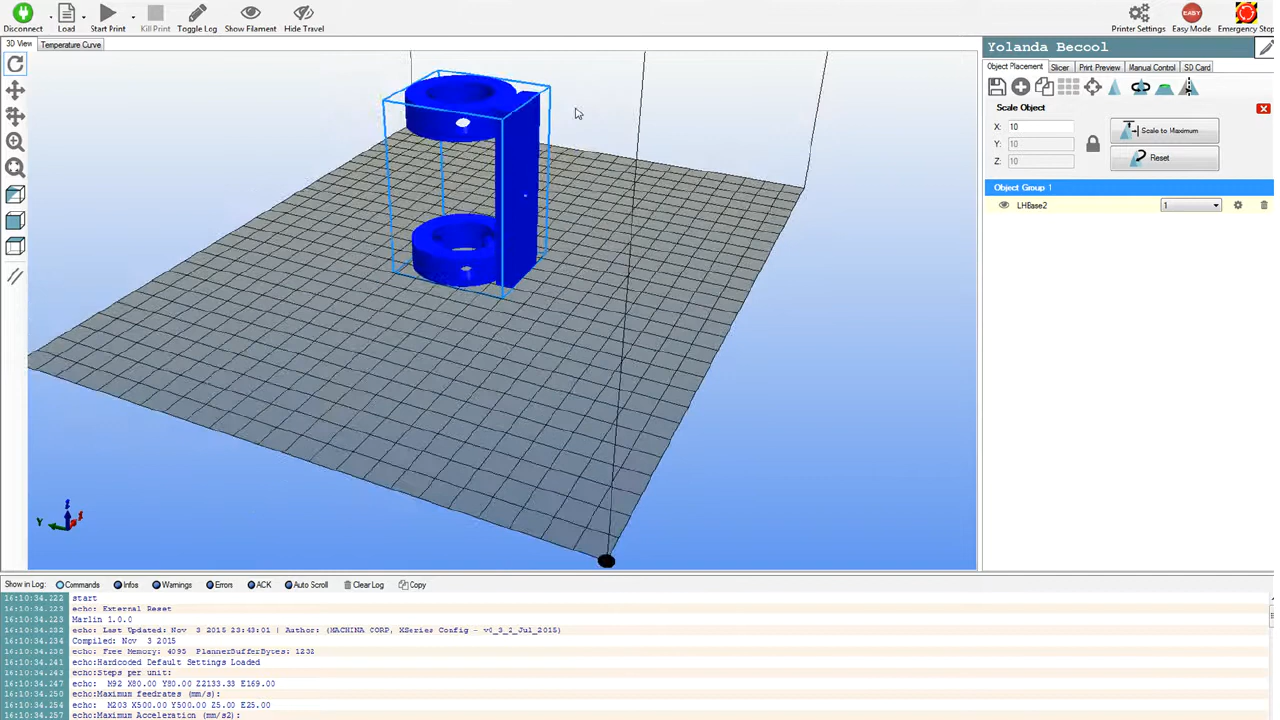 Disconnect Load Start Print Kill Print Toggle Log Show Filament Hide Travel Printer Settings Easy Mode Emergency Stop
EASY
3D View Temperature Curve
Yolanda Becool
Object Placement Slicer Print Preview Manual Control SD Card
Scale Object
X: 10
Y: 10
Z: 10
Scale to Maximum
Reset
Object Group 1
LHBase2 1
Z
Y X
Show in Log: Commands Infos Warnings Errors ACK Auto Scroll Clear Log Copy
16:10:34.222 start
16:10:34.223 echo: External Reset
16:10:34.223 Marlin 1.0.0
16:10:34.232 echo: Last Updated: Nov 3 2015 23:43:01 | Author: (MACHINA CORP, XSeries Config - v0_3_2_Jul_2015)
16:10:34.234 Compiled: Nov 3 2015
16:10:34.238 echo: Free Memory: 4095 PlannerBufferBytes: 1232
16:10:34.241 echo:Hardcoded Default Settings Loaded
16:10:34.243 echo:Steps per unit:
16:10:34.247 echo: M92 X80.00 Y80.00 Z2133.33 E169.00
16:10:34.250 echo:Maximum feedrates (mm/s):
16:10:34.254 echo: M203 X500.00 Y500.00 Z5.00 E25.00
16:10:34.257 echo:Maximum Acceleration (mm/s2):